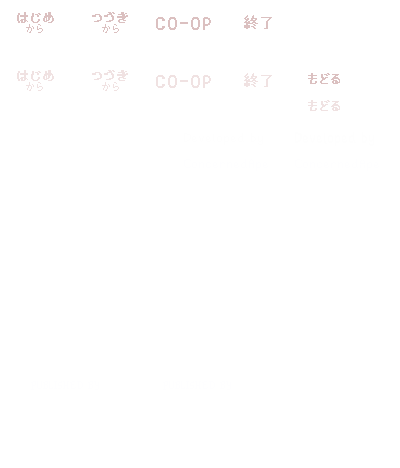 はじめ つづき CO-OP 終了
から から
はじめ つづき CO-OP 終了 もどる
から から
もどる